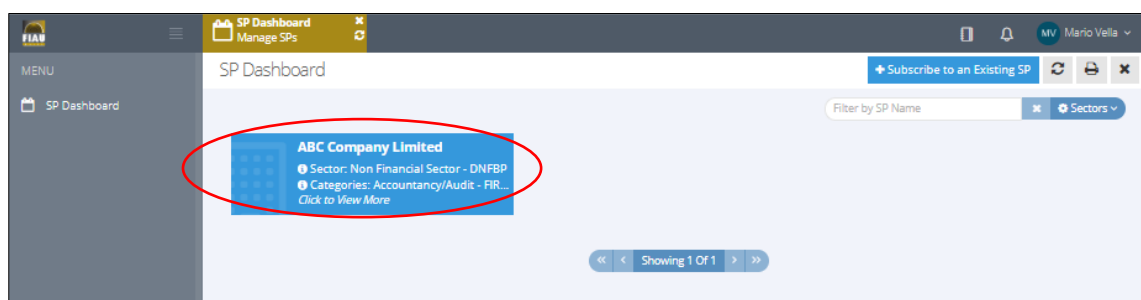 FIAU
SP Dashboard
Manage SPs
MV Mario Vella
MENU
SP Dashboard
SP Dashboard
+ Subscribe to an Existing SP
Filter by SP Name
Sectors
ABC Company Limited
Sector: Non Financial Sector - DNFBP
Categories: Accountancy/Audit - FIR...
Click to View More
« < Showing 1 Of 1 > »